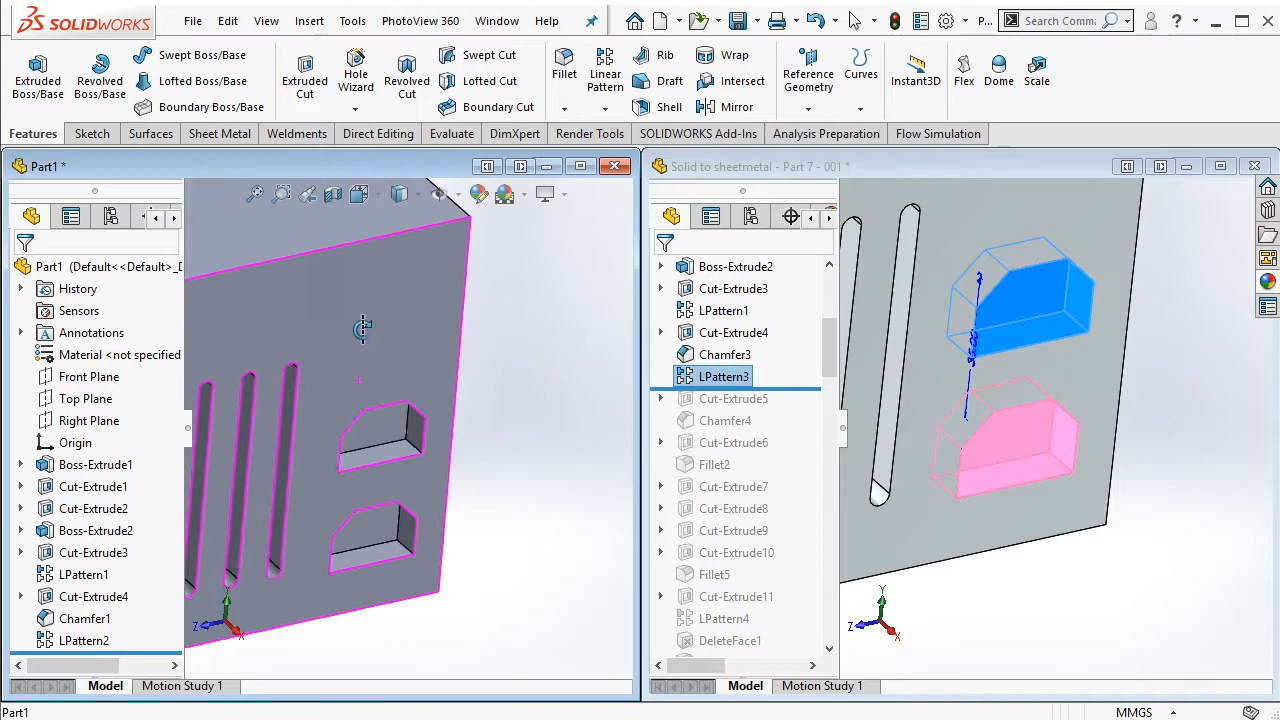 SOLIDWORKS File Edit View Insert Tools PhotoView 360 Window Help P... Search Comma
Extruded Boss/Base
Revolved Boss/Base
Swept Boss/Base
Lofted Boss/Base
Boundary Boss/Base
Extruded Cut
Hole Wizard
Revolved Cut
Swept Cut
Lofted Cut
Boundary Cut
Fillet
Linear Pattern
Rib
Draft
Shell
Wrap
Intersect
Mirror
Reference Geometry
Curves
Instant3D
Flex
Dome
Scale
Features Sketch Surfaces Sheet Metal Weldments Direct Editing Evaluate DimXpert Render Tools SOLIDWORKS Add-Ins Analysis Preparation Flow Simulation
Part1 *
Part1 (Default<<Default>_D
History
Sensors
Annotations
Material <not specified
Front Plane
Top Plane
Right Plane
Origin
Boss-Extrude1
Cut-Extrude1
Cut-Extrude2
Boss-Extrude2
Cut-Extrude3
LPattern1
Cut-Extrude4
Chamfer1
LPattern2
Y
Z
X
Model Motion Study 1
Solid to sheetmetal - Part 7 - 001 *
Boss-Extrude2
Cut-Extrude3
LPattern1
Cut-Extrude4
Chamfer3
LPattern3
Cut-Extrude5
Chamfer4
Cut-Extrude6
Fillet2
Cut-Extrude7
Cut-Extrude8
Cut-Extrude9
Cut-Extrude10
Fillet5
Cut-Extrude11
LPattern4
DeleteFace1
Y
Z
X
Model Motion Study 1
Part1 MMGS